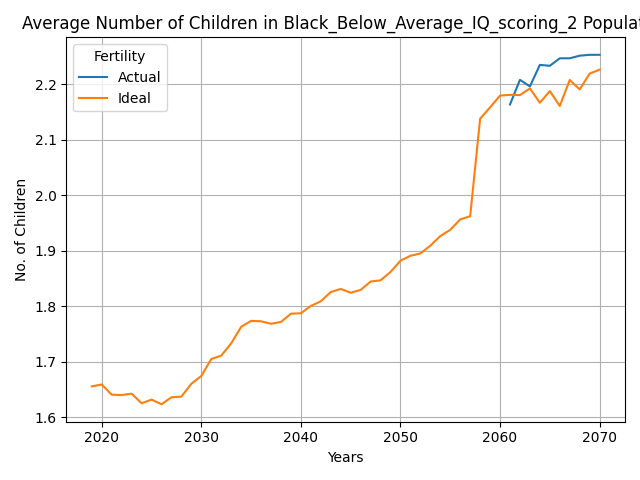 Average Number of Children in Black_Below_Average_IQ_scoring_2 Populat
Fertility
Actual
Ideal
No. of Children
2.2
2.1
2.0
1.9
1.8
1.7
1.6
2020 2030 2040 2050 2060 2070
Years